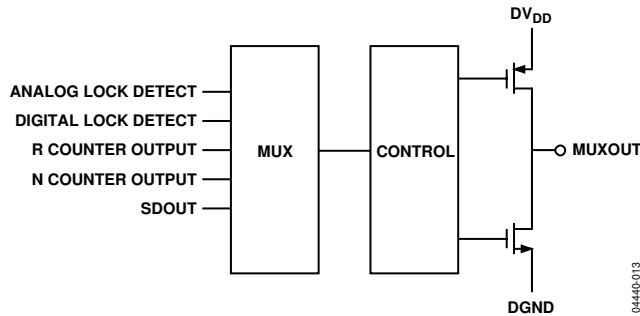 DVDD
ANALOG LOCK DETECT
DIGITAL LOCK DETECT
R COUNTER OUTPUT
N COUNTER OUTPUT
SDOUT
MUX
CONTROL
MUXOUT
DGND
04440-013